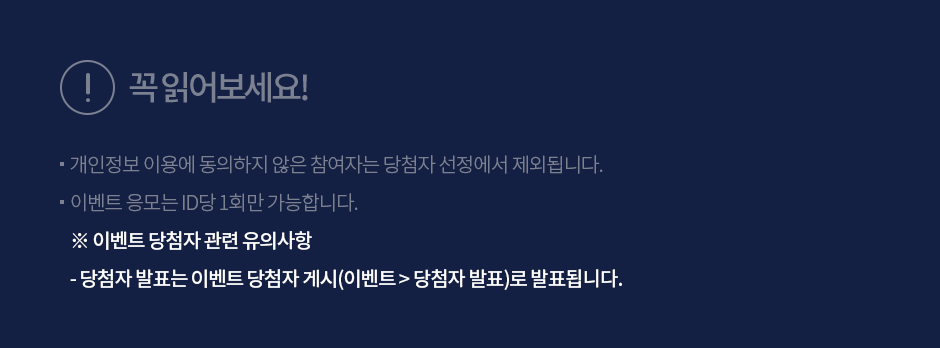 ! 꼭 읽어보세요!
▪ 개인정보 이용에 동의하지 않은 참여자는 당첨자 선정에서 제외됩니다.
▪ 이벤트 응모는 ID당 1회만 가능합니다.
※ 이벤트 당첨자 관련 유의사항
- 당첨자 발표는 이벤트 당첨자 게시(이벤트 > 당첨자 발표)로 발표됩니다.